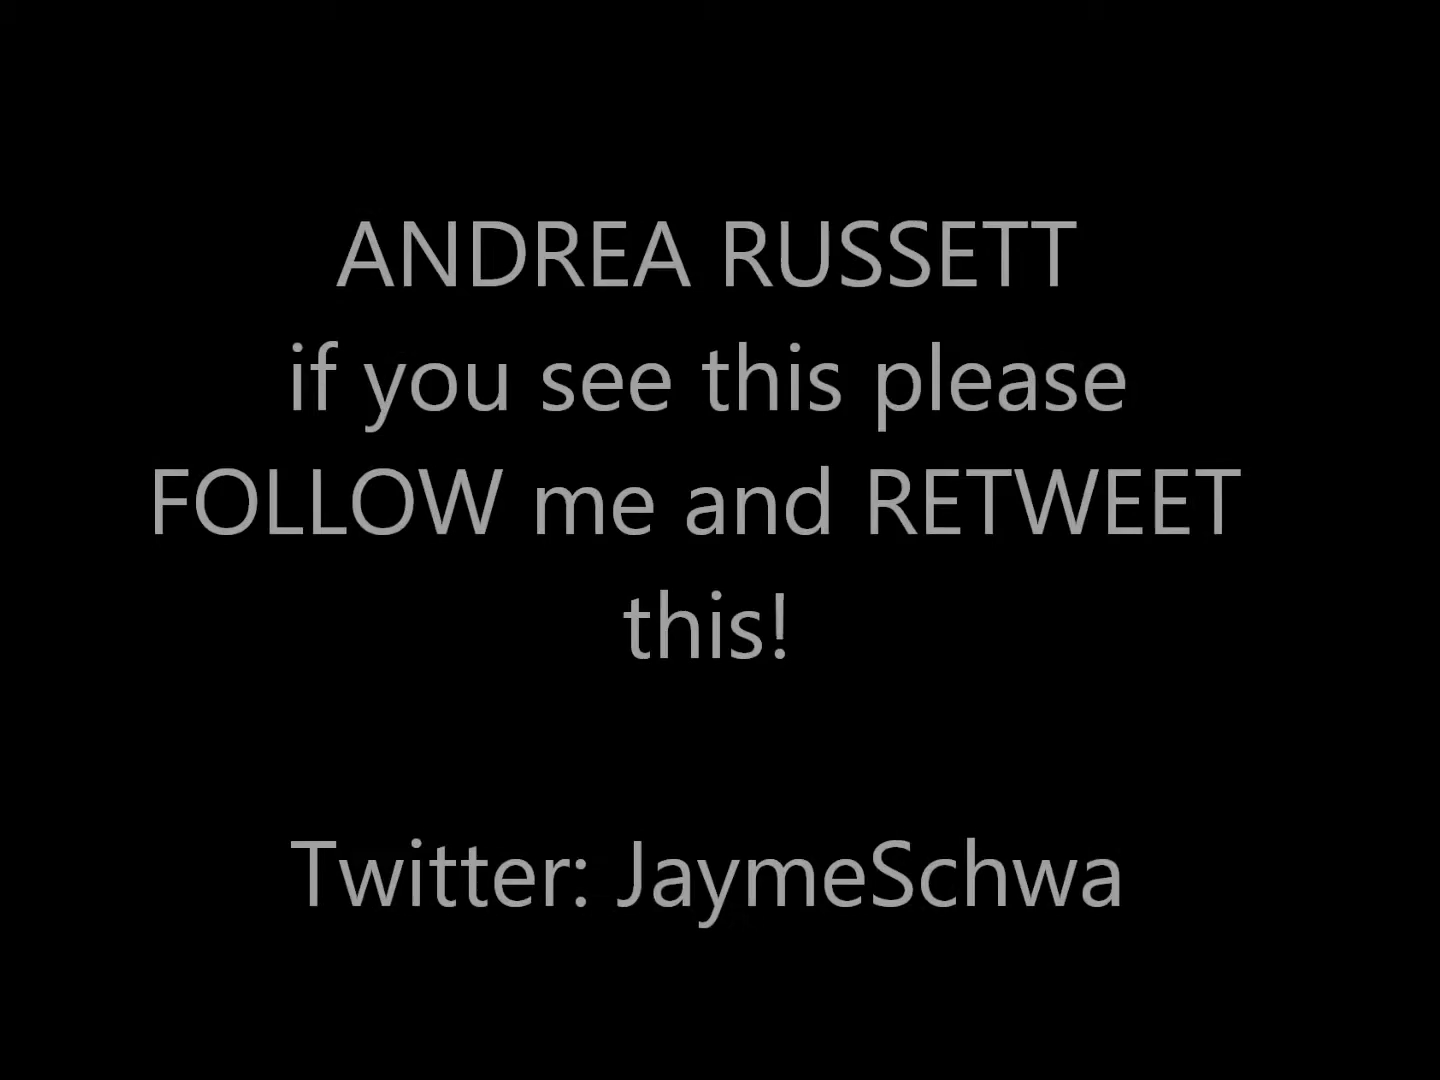 ANDREA RUSSETT
if you see this please
FOLLOW me and RETWEET
this!
Twitter: JaymeSchwa